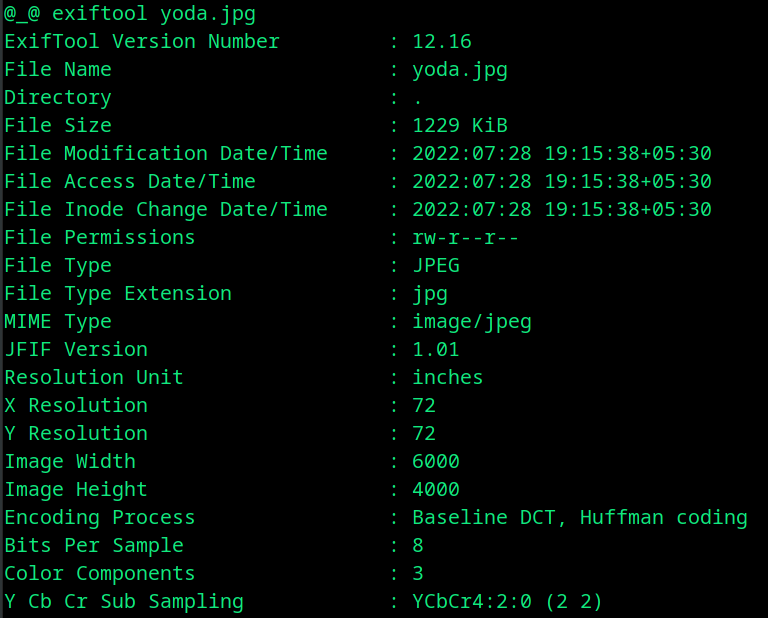 @_@ exiftool yoda.jpg
ExifTool Version Number         : 12.16
File Name                       : yoda.jpg
Directory                       : .
File Size                       : 1229 KiB
File Modification Date/Time     : 2022:07:28 19:15:38+05:30
File Access Date/Time           : 2022:07:28 19:15:38+05:30
File Inode Change Date/Time     : 2022:07:28 19:15:38+05:30
File Permissions                : rw-r--r--
File Type                       : JPEG
File Type Extension             : jpg
MIME Type                       : image/jpeg
JFIF Version                    : 1.01
Resolution Unit                 : inches
X Resolution                    : 72
Y Resolution                    : 72
Image Width                     : 6000
Image Height                    : 4000
Encoding Process                : Baseline DCT, Huffman coding
Bits Per Sample                 : 8
Color Components                : 3
Y Cb Cr Sub Sampling            : YCbCr4:2:0 (2 2)